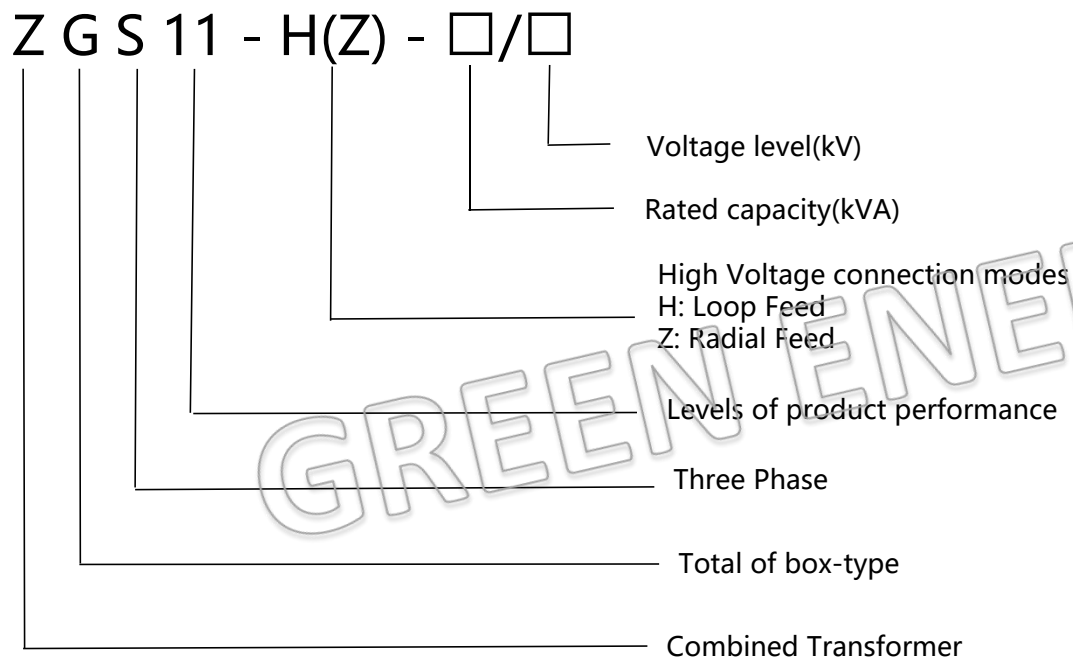 Z G S 11 - H(Z) - □/□
Voltage level(kV)
Rated capacity(kVA)
High Voltage connection modes
H: Loop Feed
Z: Radial Feed
Levels of product performance
Three Phase
Total of box-type
Combined Transformer
GREEN ENE